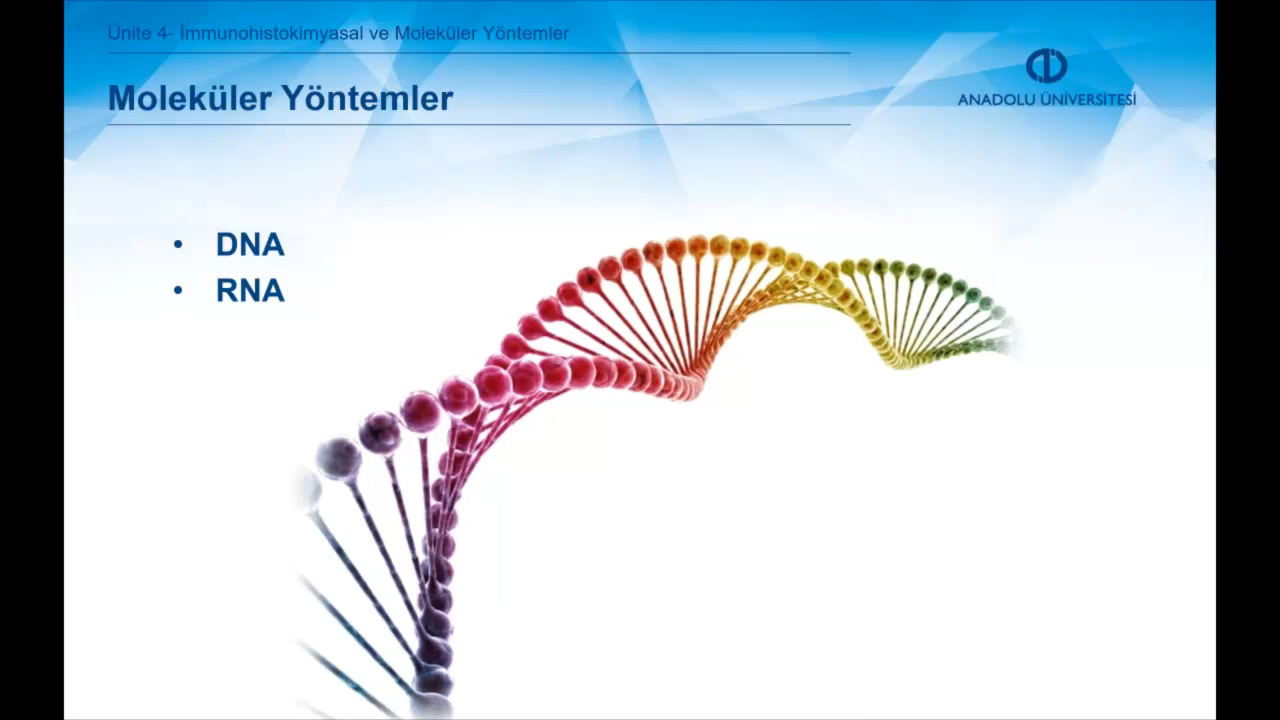 Ünite 4- İmmunohistokimyasal ve Moleküler Yöntemler
Moleküler Yöntemler
ANADOLU ÜNİVERSİTESİ
• DNA
• RNA